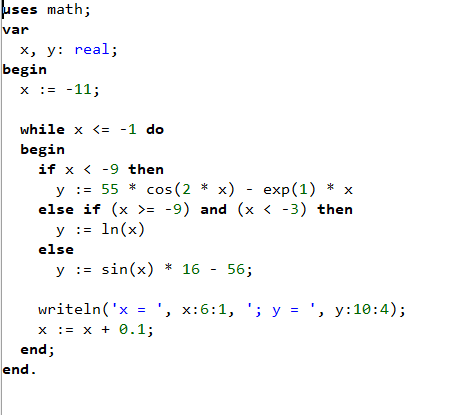 uses math;
var
  x, y: real;
begin
  x := -11;

  while x <= -1 do
  begin
    if x < -9 then
      y := 55 * cos(2 * x) - exp(1) * x
    else if (x >= -9) and (x < -3) then
      y := ln(x)
    else
      y := sin(x) * 16 - 56;

    writeln('x = ', x:6:1, '; y = ', y:10:4);
    x := x + 0.1;
  end;
end.